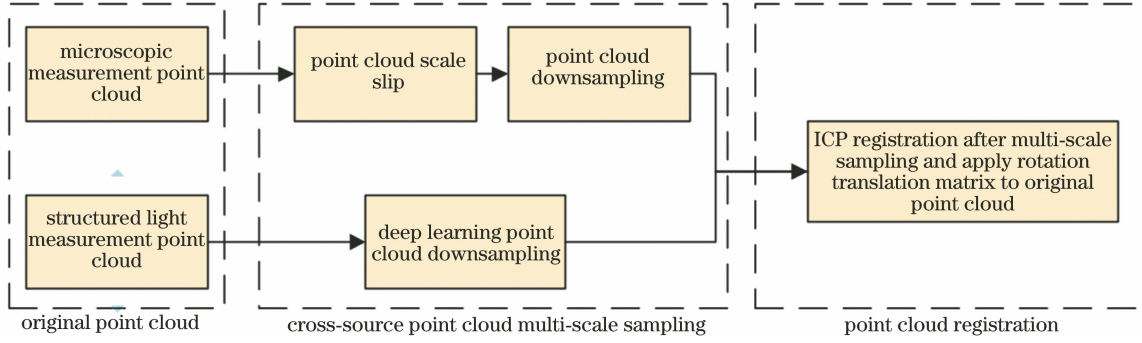 microscopic
measurement point
cloud
point cloud scale
slip
point cloud
downsampling
ICP registration after multi-scale
sampling and apply rotation
translation matrix to original
point cloud
structured light
measurement point
cloud
deep learning point
cloud downsampling
original point cloud
cross-source point cloud multi-scale sampling
point cloud registration